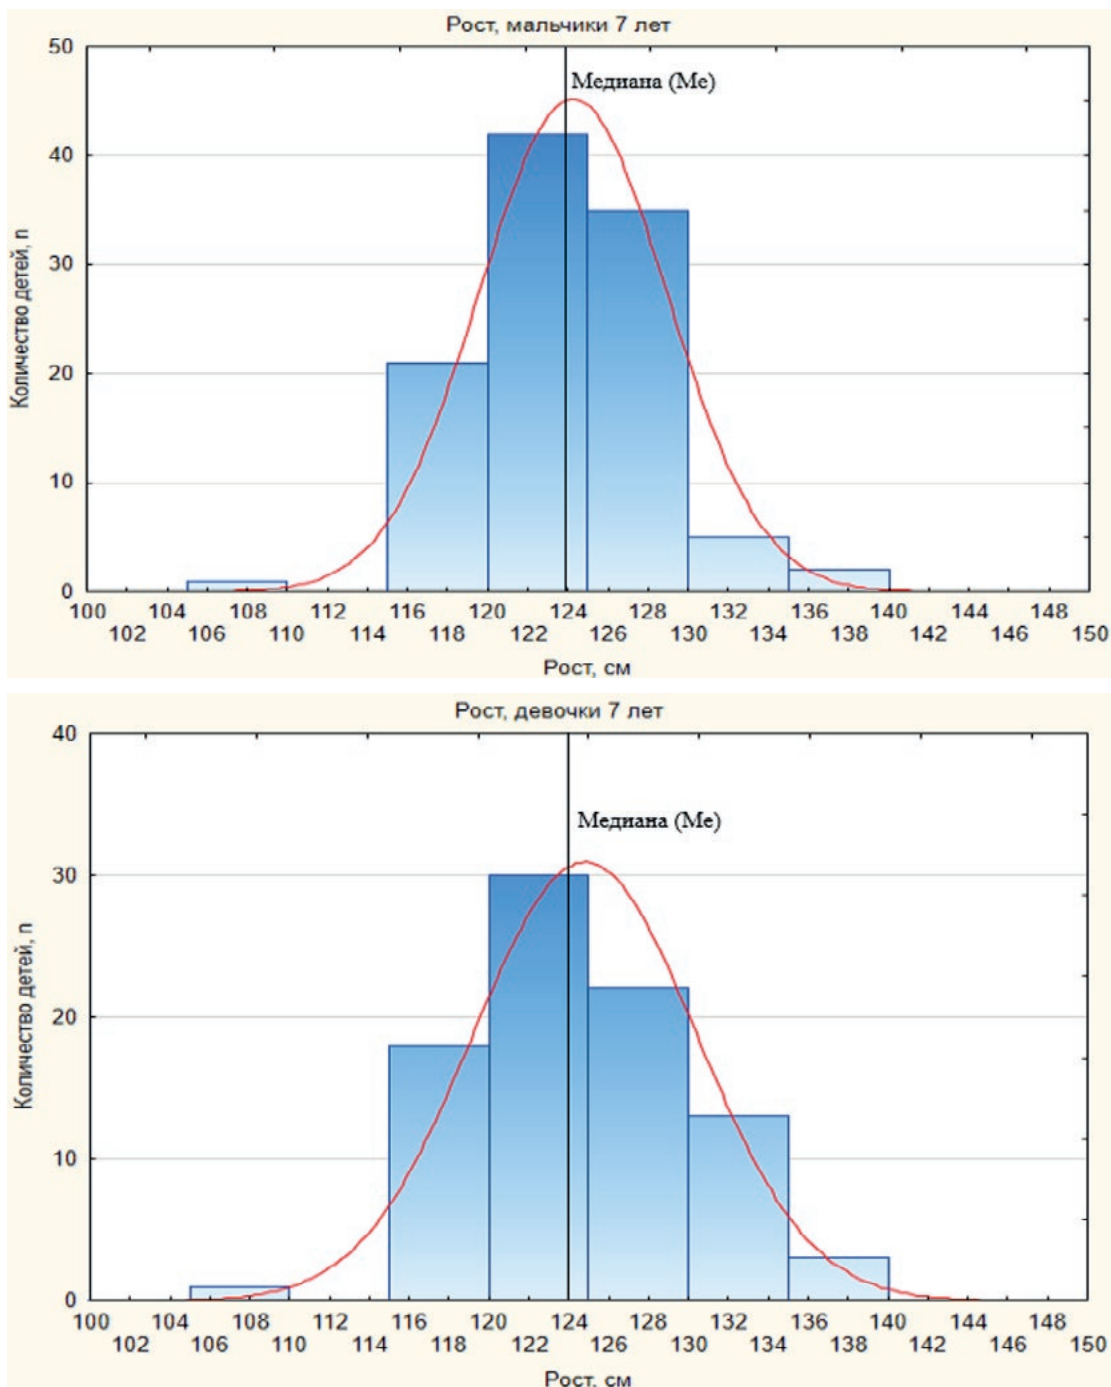 Рост, мальчики 7 лет
50
Медиана (Me)
40
30
20
10
0
Количество детей, n
100 104 108 112 116 120 124 128 132 136 140 144 148
102 106 110 114 118 122 126 130 134 138 142 146 150
Рост, см
Рост, девочки 7 лет
40
Медиана (Me)
30
20
10
0
Количество детей, n
100 104 108 112 116 120 124 128 132 136 140 144 148
102 106 110 114 118 122 126 130 134 138 142 146 150
Рост, см